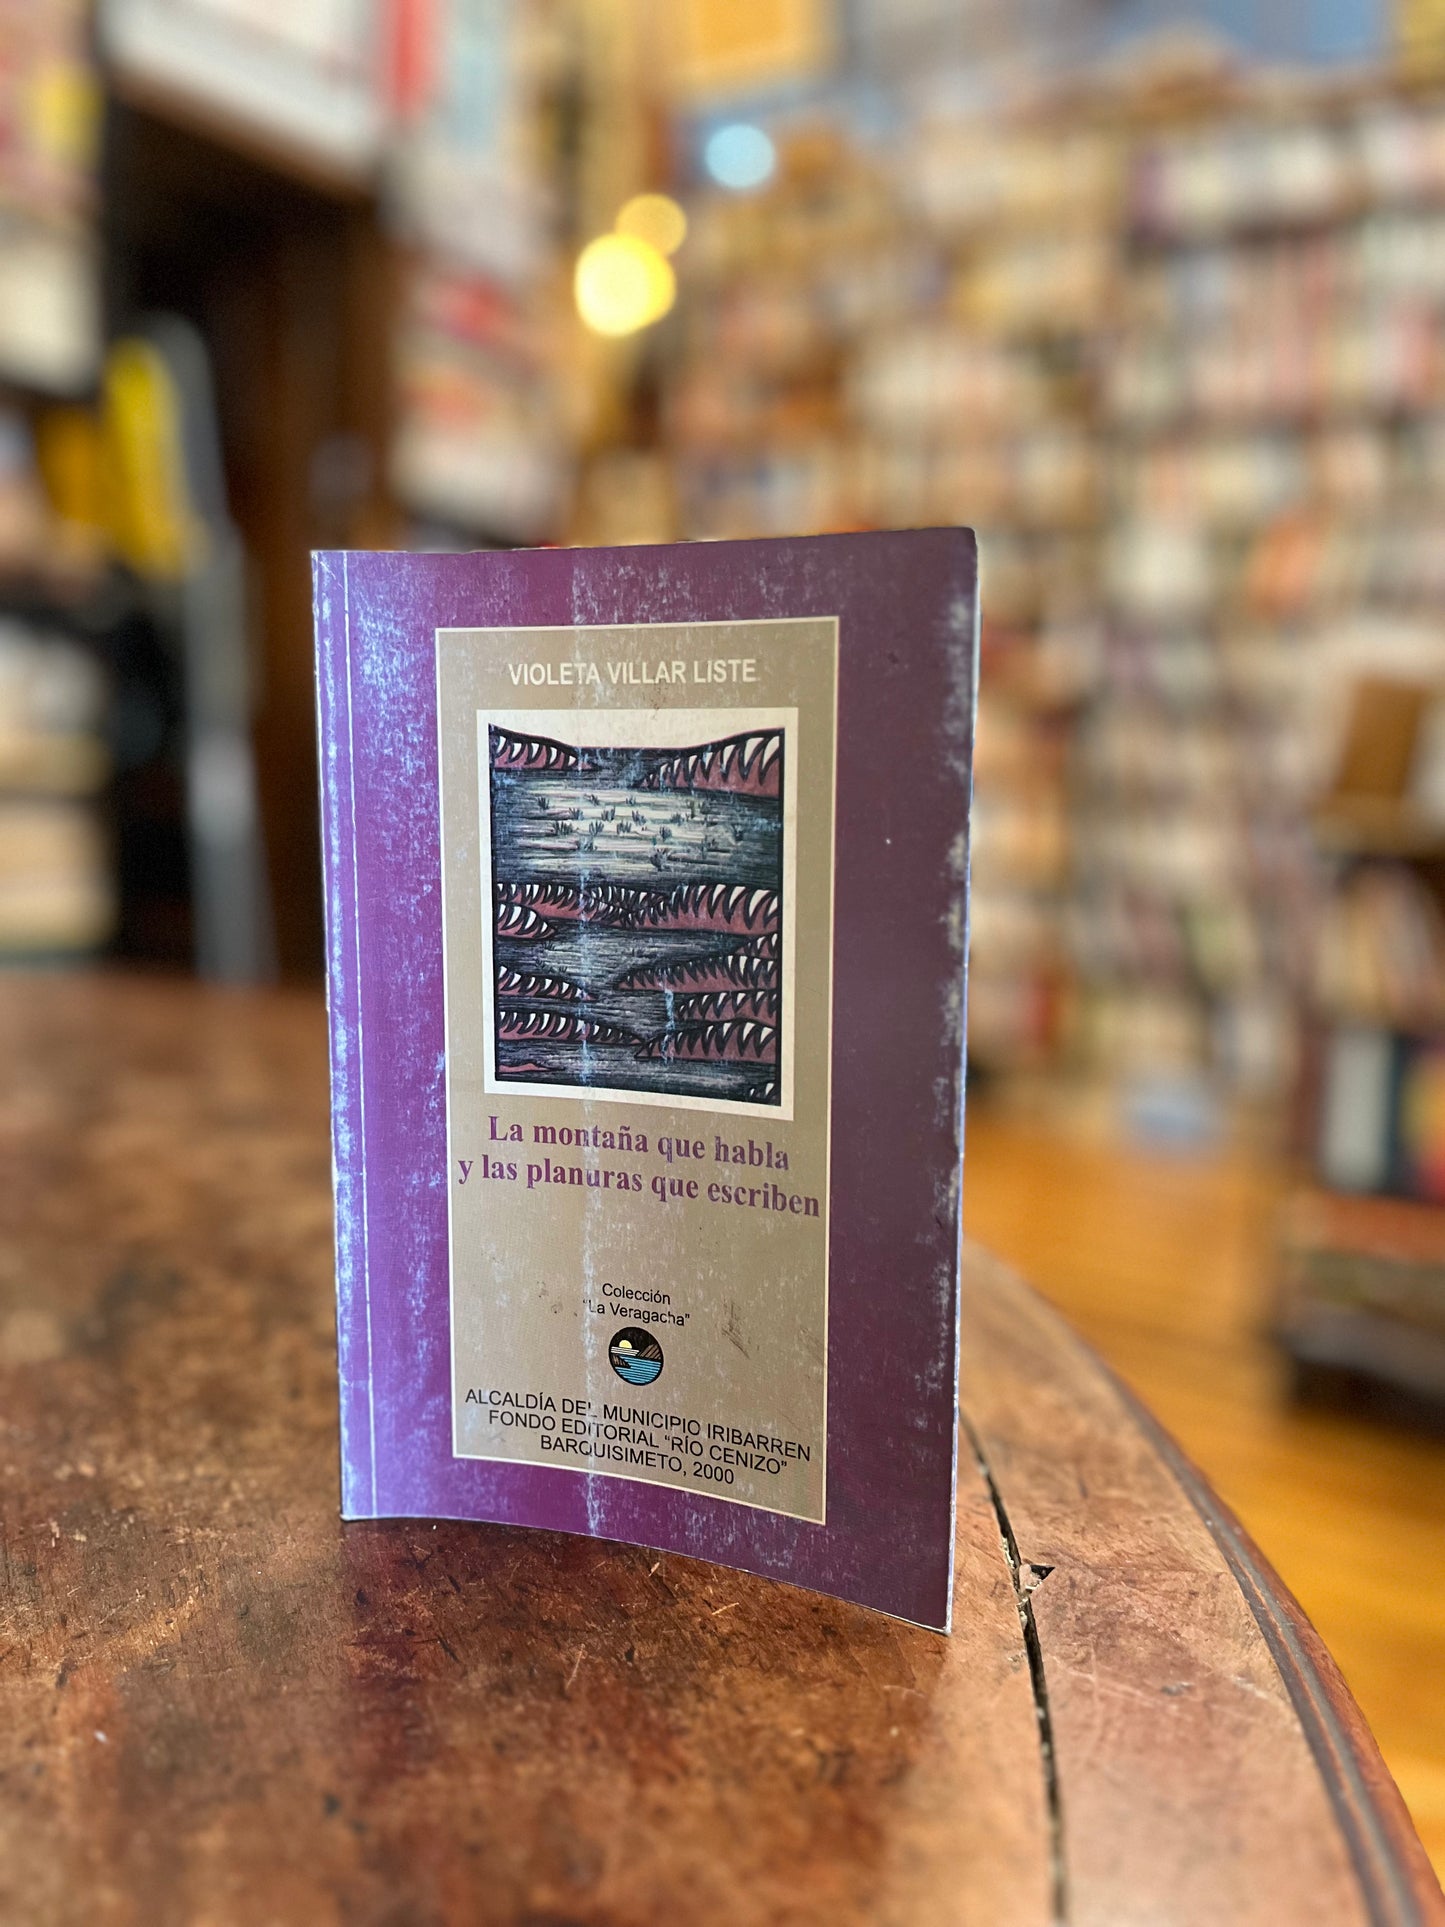 VIOLETA VILLAR LISTE
La montaña que habla
y las planuras que escriben
Colección
"La Veragacha"
ALCALDÍA DEL MUNICIPIO IRIBARREN
FONDO EDITORIAL "RÍO CENIZO"
BARQUISIMETO, 2000